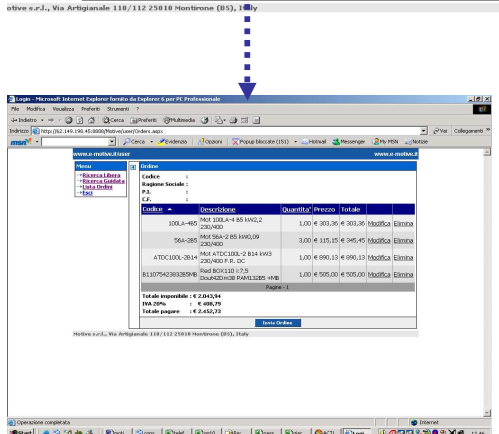 otive s.r.l., Via Artigianale 110/112 25010 Montirone (BS), Italy
Login - Microsoft Internet Explorer fornito da Explorer 6 per PC Professionale
File Modifica Visualizza Preferiti Strumenti ?
Indietro Cerca Preferiti Multimedia
Indirizzo http://62.149.198.45:8088/Motive/user/Orders.aspx Vai Collegamenti
msn Cerca Evidenzia Opzioni Popup bloccate (151) Hotmail Messenger My MSN Notizie
www.e-motive.it/user www.e-motive.it
Menu
Ricerca Libera
Ricerca Guidata
Lista Ordini
Esci
Ordine
Codice :
Ragione Sociale :
P.I. :
C.F. :
Codice Descrizione Quantita' Prezzo Totale
100LA-4B5 Mot 100LA-4 B5 kW2,2 230/400 1,00 € 303,36 € 303,36 Modifica Elimina
56A-2B5 Mot 56A-2 B5 kW0,09 230/400 3,00 € 115,15 € 345,45 Modifica Elimina
ATDC100L-2B14 Mot ATDC100L-2 B14 kW3 230/400 F.R. DC 1,00 € 890,13 € 890,13 Modifica Elimina
B1107542D3B2B5MB Red BOX110 i:7,5 Dout42Dm38 PAM132B5 +MB 1,00 € 505,00 € 505,00 Modifica Elimina
Pagine - 1
Totale imponibile : € 2.043,94
IVA 20% : € 408,79
Totale pagare : € 2.452,73
Invia Ordine
Motive s.r.l., Via Artigianale 110/112 25010 Montirone (BS), Italy
Operazione completata Internet
Start